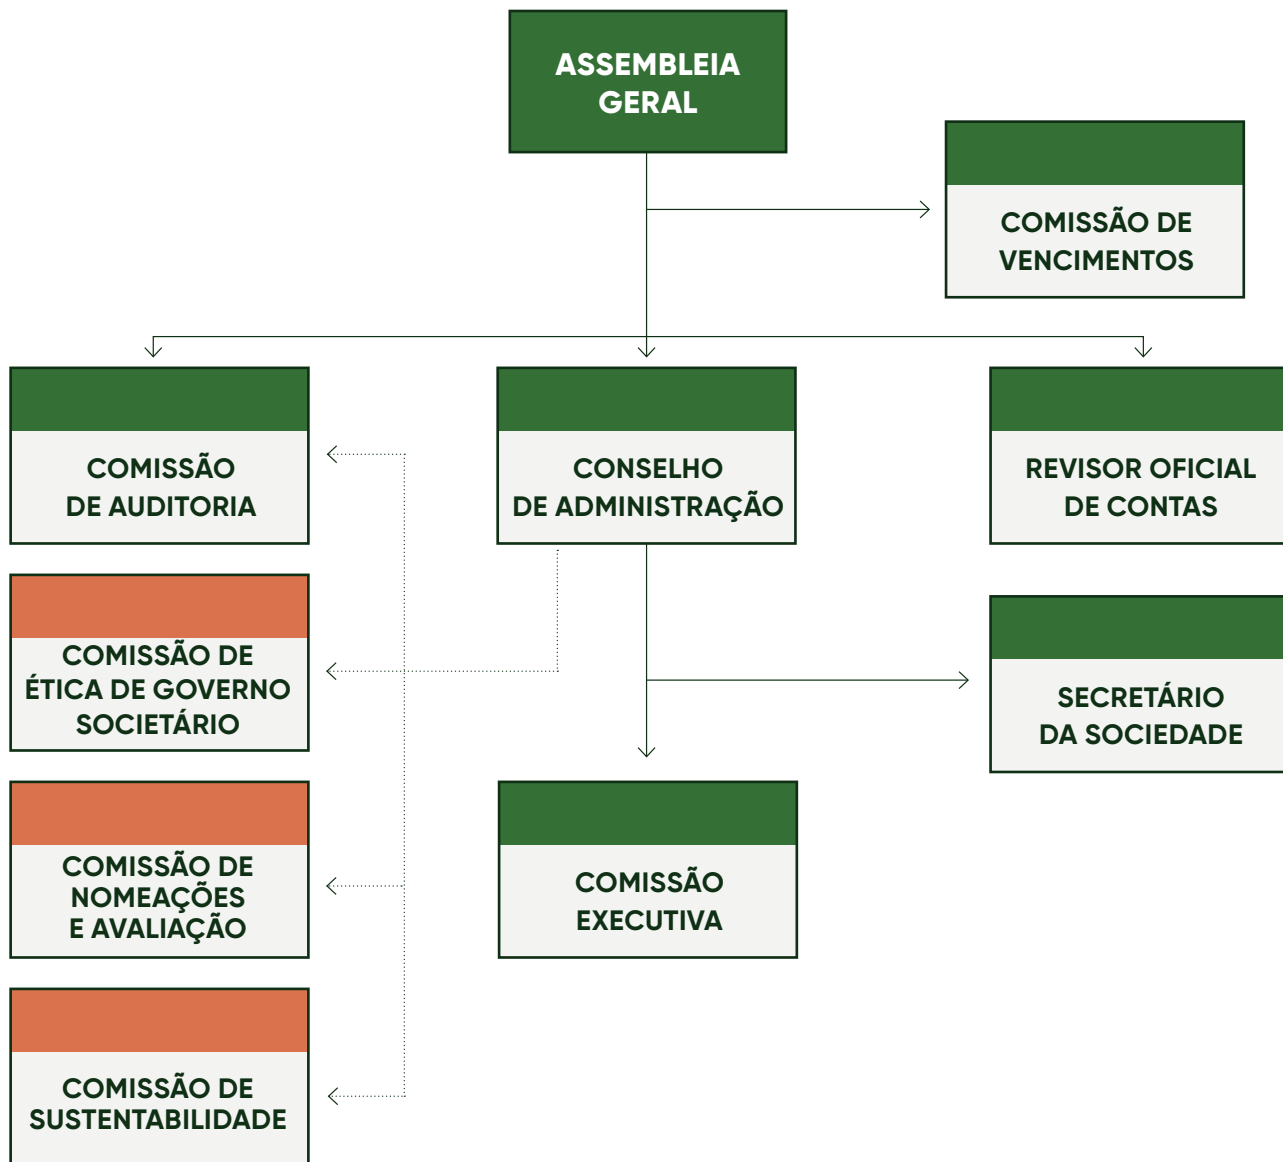 ASSEMBLEIA
GERAL
COMISSÃO DE
VENCIMENTOS
COMISSÃO
DE AUDITORIA
CONSELHO
DE ADMINISTRAÇÃO
REVISOR OFICIAL
DE CONTAS
COMISSÃO DE
ÉTICA DE GOVERNO
SOCIETÁRIO
SECRETÁRIO
DA SOCIEDADE
COMISSÃO DE
NOMEAÇÕES
E AVALIAÇÃO
COMISSÃO
EXECUTIVA
COMISSÃO DE
SUSTENTABILIDADE